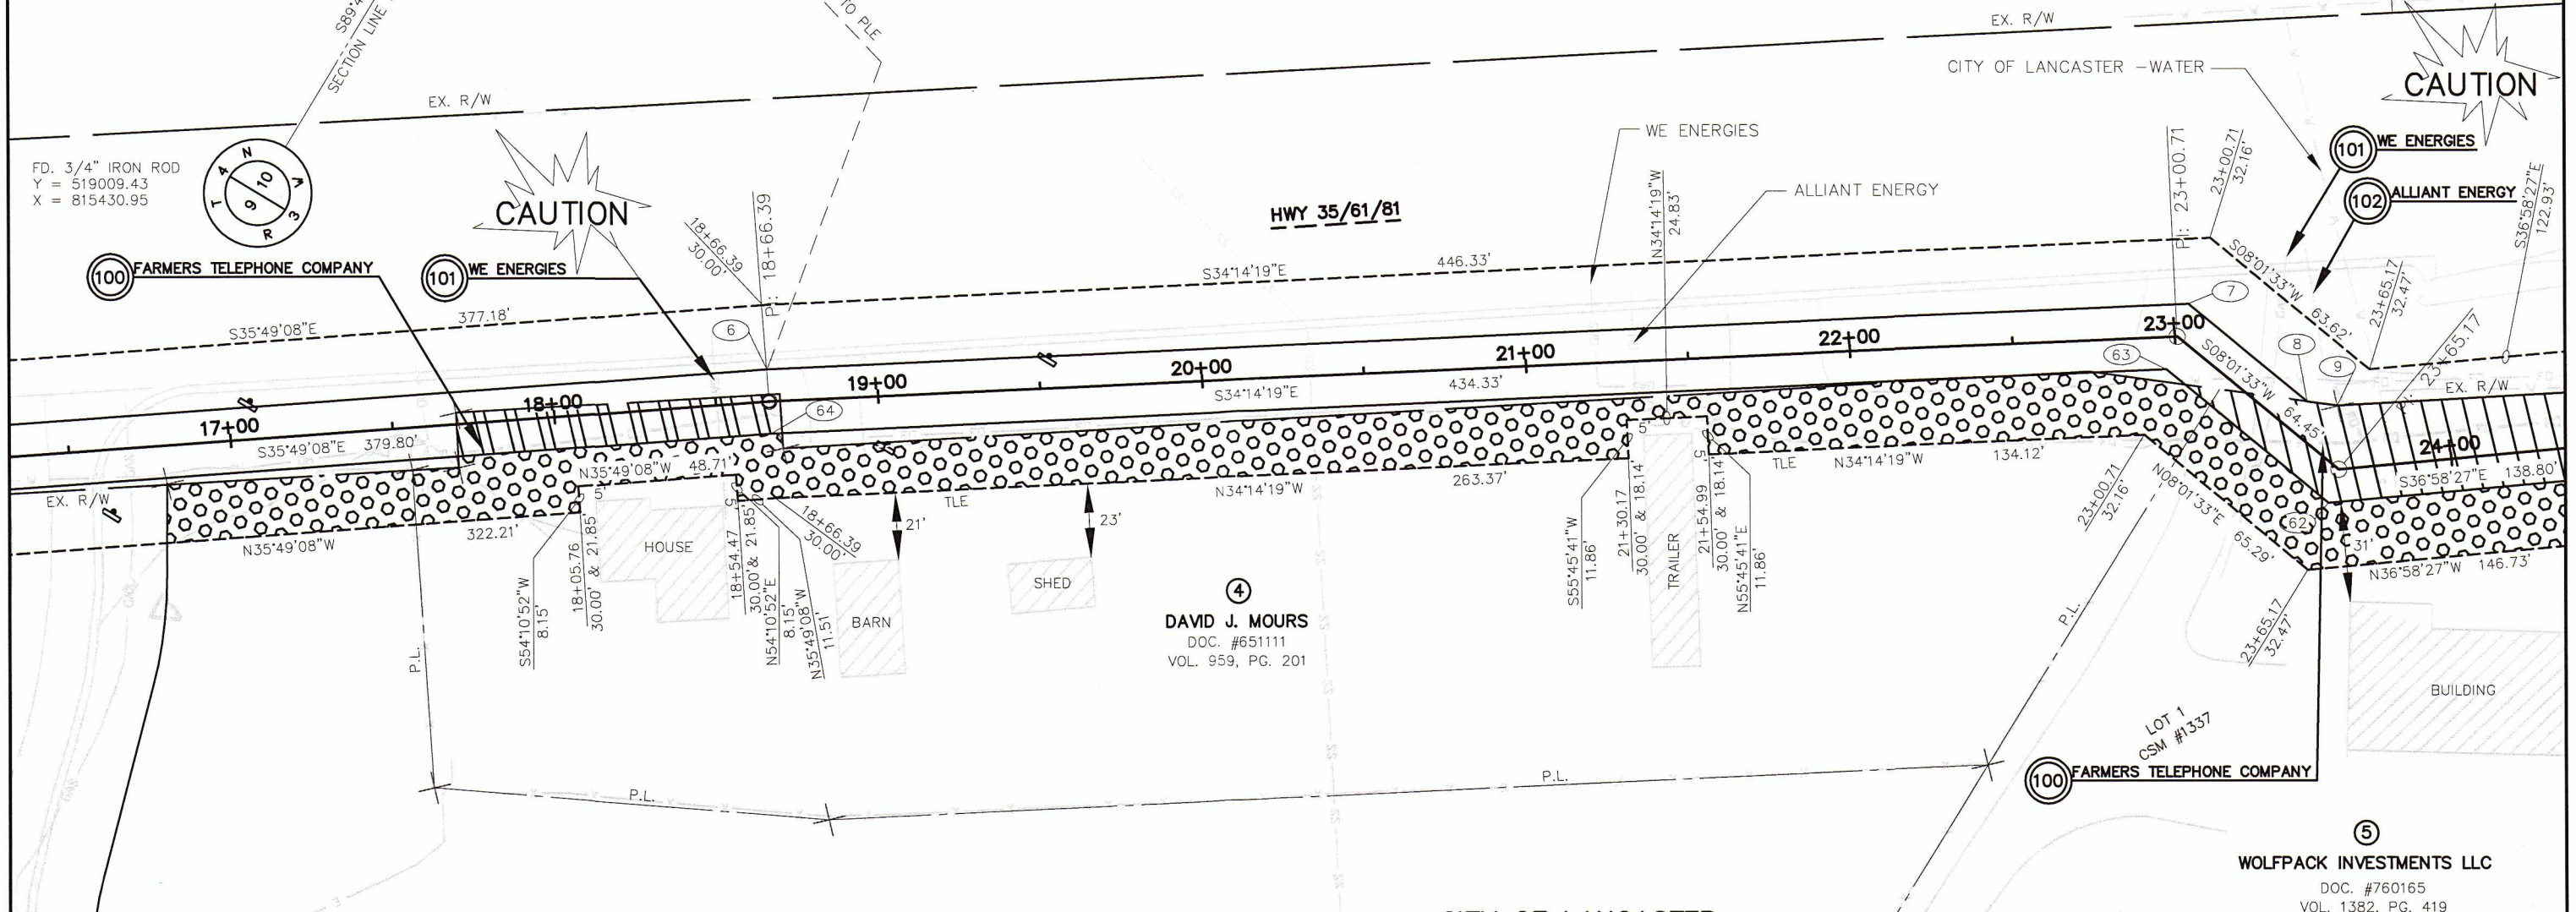 S89°4
SECTION LINE
TO PLE
EX. R/W
EX. R/W
CITY OF LANCASTER -WATER
CAUTION
FD. 3/4" IRON ROD
Y = 519009.43
X = 815430.95
T 4 N
9 10
R 3 W
CAUTION
WE ENERGIES
101 WE ENERGIES
102 ALLIANT ENERGY
S36°58'27"E
122.93'
100 FARMERS TELEPHONE COMPANY
101 WE ENERGIES
18+66.39
30.00'
PI: 18+66.39
HWY 35/61/81
N34°14'19"W
24.83'
ALLIANT ENERGY
PI: 23+00.71
23+00.71
32.16'
S35°49'08"E
377.18'
S34°14'19"E
446.33'
S08°01'33"W
63.62'
23+65.17
32.47'
PI: 23+65.17
6
7
8
9
63
64
62
17+00
18+00
19+00
20+00
21+00
22+00
23+00
24+00
S35°49'08"E 379.80'
S34°14'19"E
434.33'
S08°01'33"W
64.45'
EX. R/W
S36°58'27"E 138.80'
EX. R/W
N35°49'08"W
322.21'
N35°49'08"W 48.71'
5'
5'
S54°10'52"W
8.15'
18+05.76
30.00' & 21.85'
HOUSE
18+54.47
30.00'& 21.85'
N54°10'52"E
8.15'
N35°49'08"W
11.51'
18+66.39
30.00'
BARN
21'
TLE
SHED
23'
N34°14'19"W
263.37'
5'
5'
S55°45'41"W
11.86'
21+30.17
30.00' & 18.14'
TRAILER
21+54.99
30.00' & 18.14'
N55°45'41"E
11.86'
TLE
N34°14'19"W
134.12'
23+00.71
32.16'
N08°01'33"E
65.29'
31'
N36°58'27"W 146.73'
23+65.17
32.47'
4
DAVID J. MOURS
DOC. #651111
VOL. 959, PG. 201
P.L.
P.L.
P.L.
P.L.
LOT 1
CSM #1337
BUILDING
100 FARMERS TELEPHONE COMPANY
5
WOLFPACK INVESTMENTS LLC
DOC. #760165
VOL. 1382, PG. 419
CITY OF LANCASTER